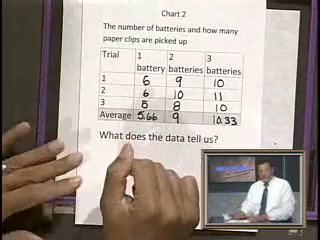 Chart 2
The number of batteries and how many
paper clips are picked up
Trial 1 battery 2 batteries 3 batteries
1 6 9 10
2 6 10 11
3 5 8 10
Average 5.66 9 10.33
What does the data tell us?